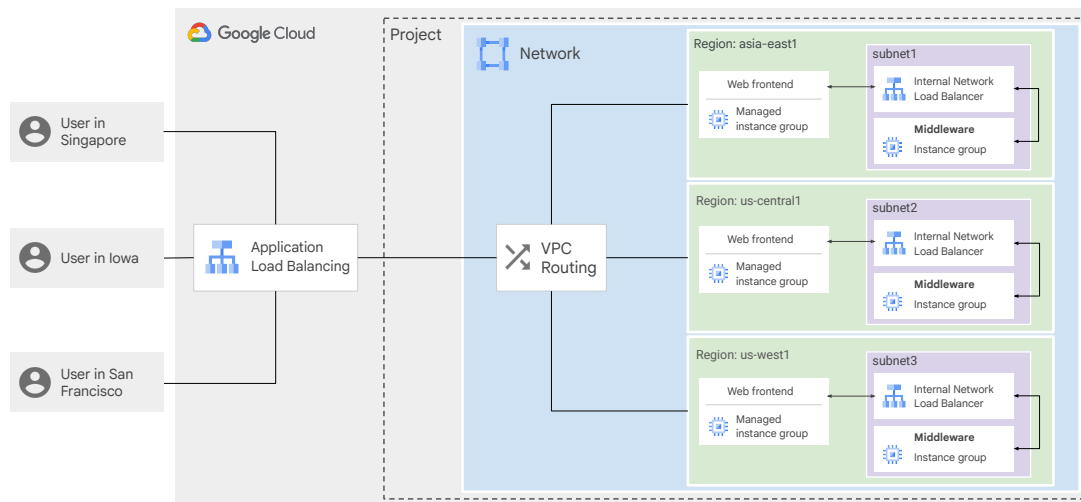 Google Cloud
Project
Network
User in
Singapore
User in Iowa
User in San
Francisco
Application
Load Balancing
VPC
Routing
Region: asia-east1
Web frontend
Managed
instance group
subnet1
Internal Network
Load Balancer
Middleware
Instance group
Region: us-central1
Web frontend
Managed
instance group
subnet2
Internal Network
Load Balancer
Middleware
Instance group
Region: us-west1
Web frontend
Managed
instance group
subnet3
Internal Network
Load Balancer
Middleware
Instance group